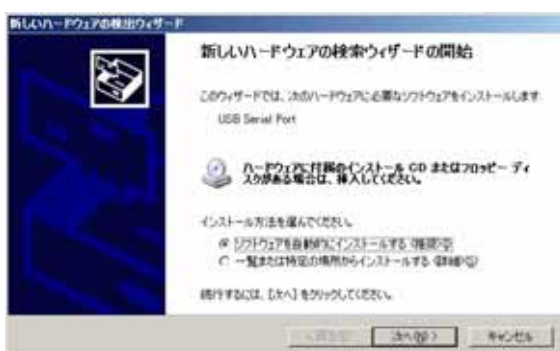 新しいハードウェアの検出ウィザード
新しいハードウェアの検索ウィザードの開始
このウィザードでは、次のハードウェアに必要なソフトウェアをインストールします:
USB Serial Port
ハードウェアに付属のインストール CD またはフロッピー ディ
スクがある場合は、挿入してください。
インストール方法を選んでください。
ソフトウェアを自動的にインストールする (推奨)(I)
一覧または特定の場所からインストールする (詳細)(S)
続行するには、[次へ] をクリックしてください。
< 戻る(B)
次へ(N) >
キャンセル